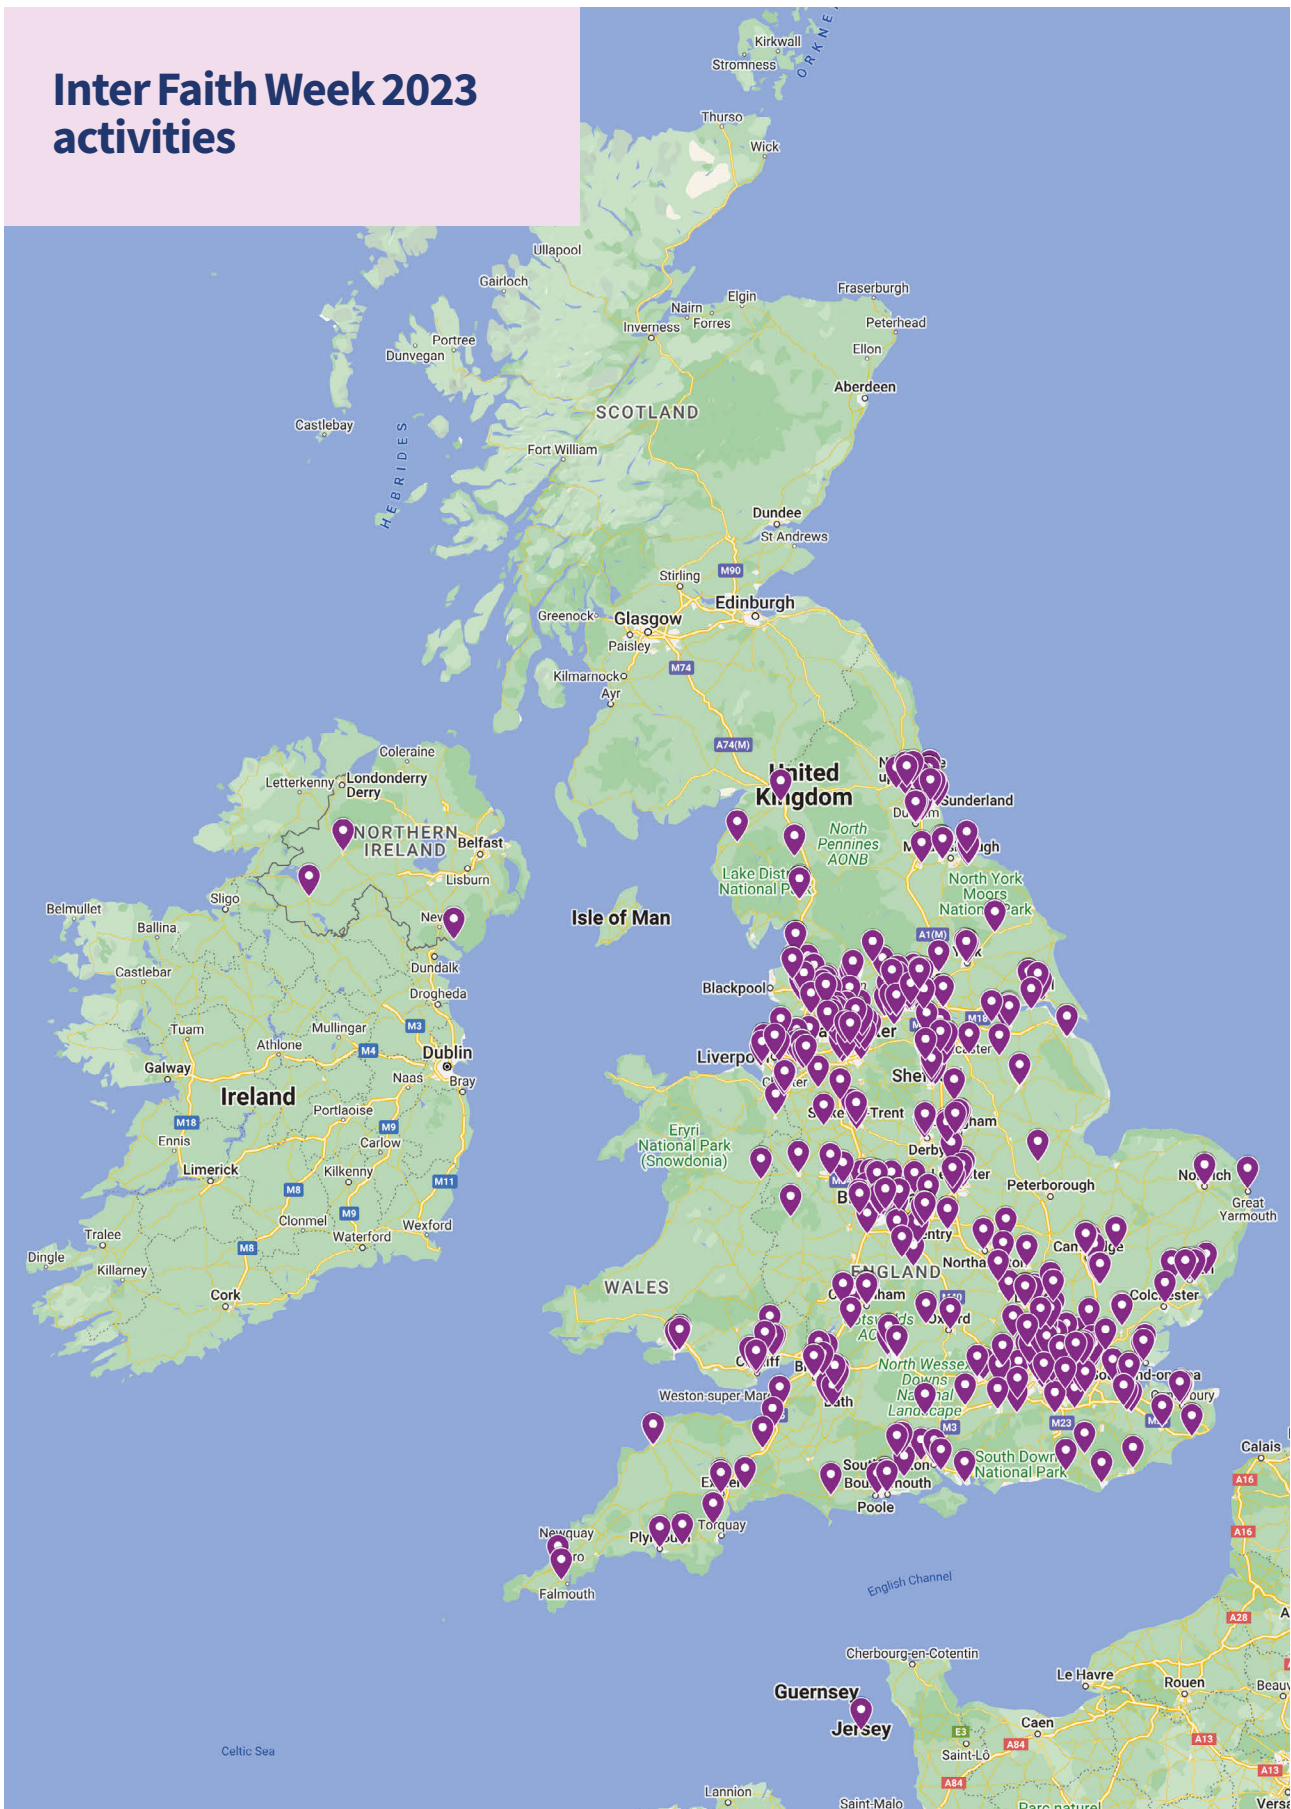 Inter Faith Week 2023
activities
Kirkwall
Stromness
Thurso
Wick
Ullapool
Gairloch
Elgin
Fraserburgh
Nairn
Forres
Inverness
Peterhead
Portree
Dunvegan
Ellon
Aberdeen
SCOTLAND
Castlebay
HEBRIDES
Fort William
Dundee
St Andrews
M90
Stirling
Edinburgh
Greenock
Glasgow
Paisley
M74
Kilmarnock
Ayr
A74(M)
Coleraine
Letterkenny
Londonderry
Derry
United
Kingdom
Sunderland
NORTHERN
IRELAND
Belfast
Lisburn
North
Pennines
AONB
North York
Moors
Sligo
Belmullet
Ballina
Isle of Man
A1(M)
Dundalk
Castlebar
Blackpool
Drogheda
M18
Tuam
Mullingar
M3
Athlone
M4
Dublin
Galway
Naas
Bray
Ireland
Portlaoise
M18
M9
Ennis
Carlow
Eryri
National Park
(Snowdonia)
Limerick
Kilkenny
M11
M8
Peterborough
Great
Yarmouth
M9
Clonmel
Wexford
Tralee
Waterford
Dingle
M8
Killarney
ENGLAND
Cork
WALES
North Wessex
Downs
National
Landscape
Weston-super-Mare
M3
M23
Calais
A16
South Downs
National Park
Poole
Torquay
Newquay
A16
Falmouth
English Channel
A28
Cherbourg-en-Cotentin
Le Havre
Rouen
Guernsey
Jersey
Caen
E3
A84
A13
Saint-Lô
Celtic Sea
A13
A84
Lannion
Saint-Malo